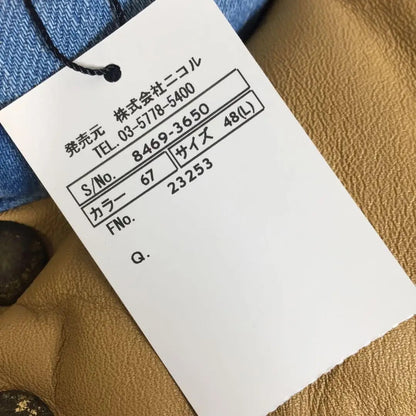 発売元 株式会社ニコル
TEL. 03-5778-5400
S/No. 8469-3650
カラー 67 サイズ 48(L)
FNo. 23253
Q.